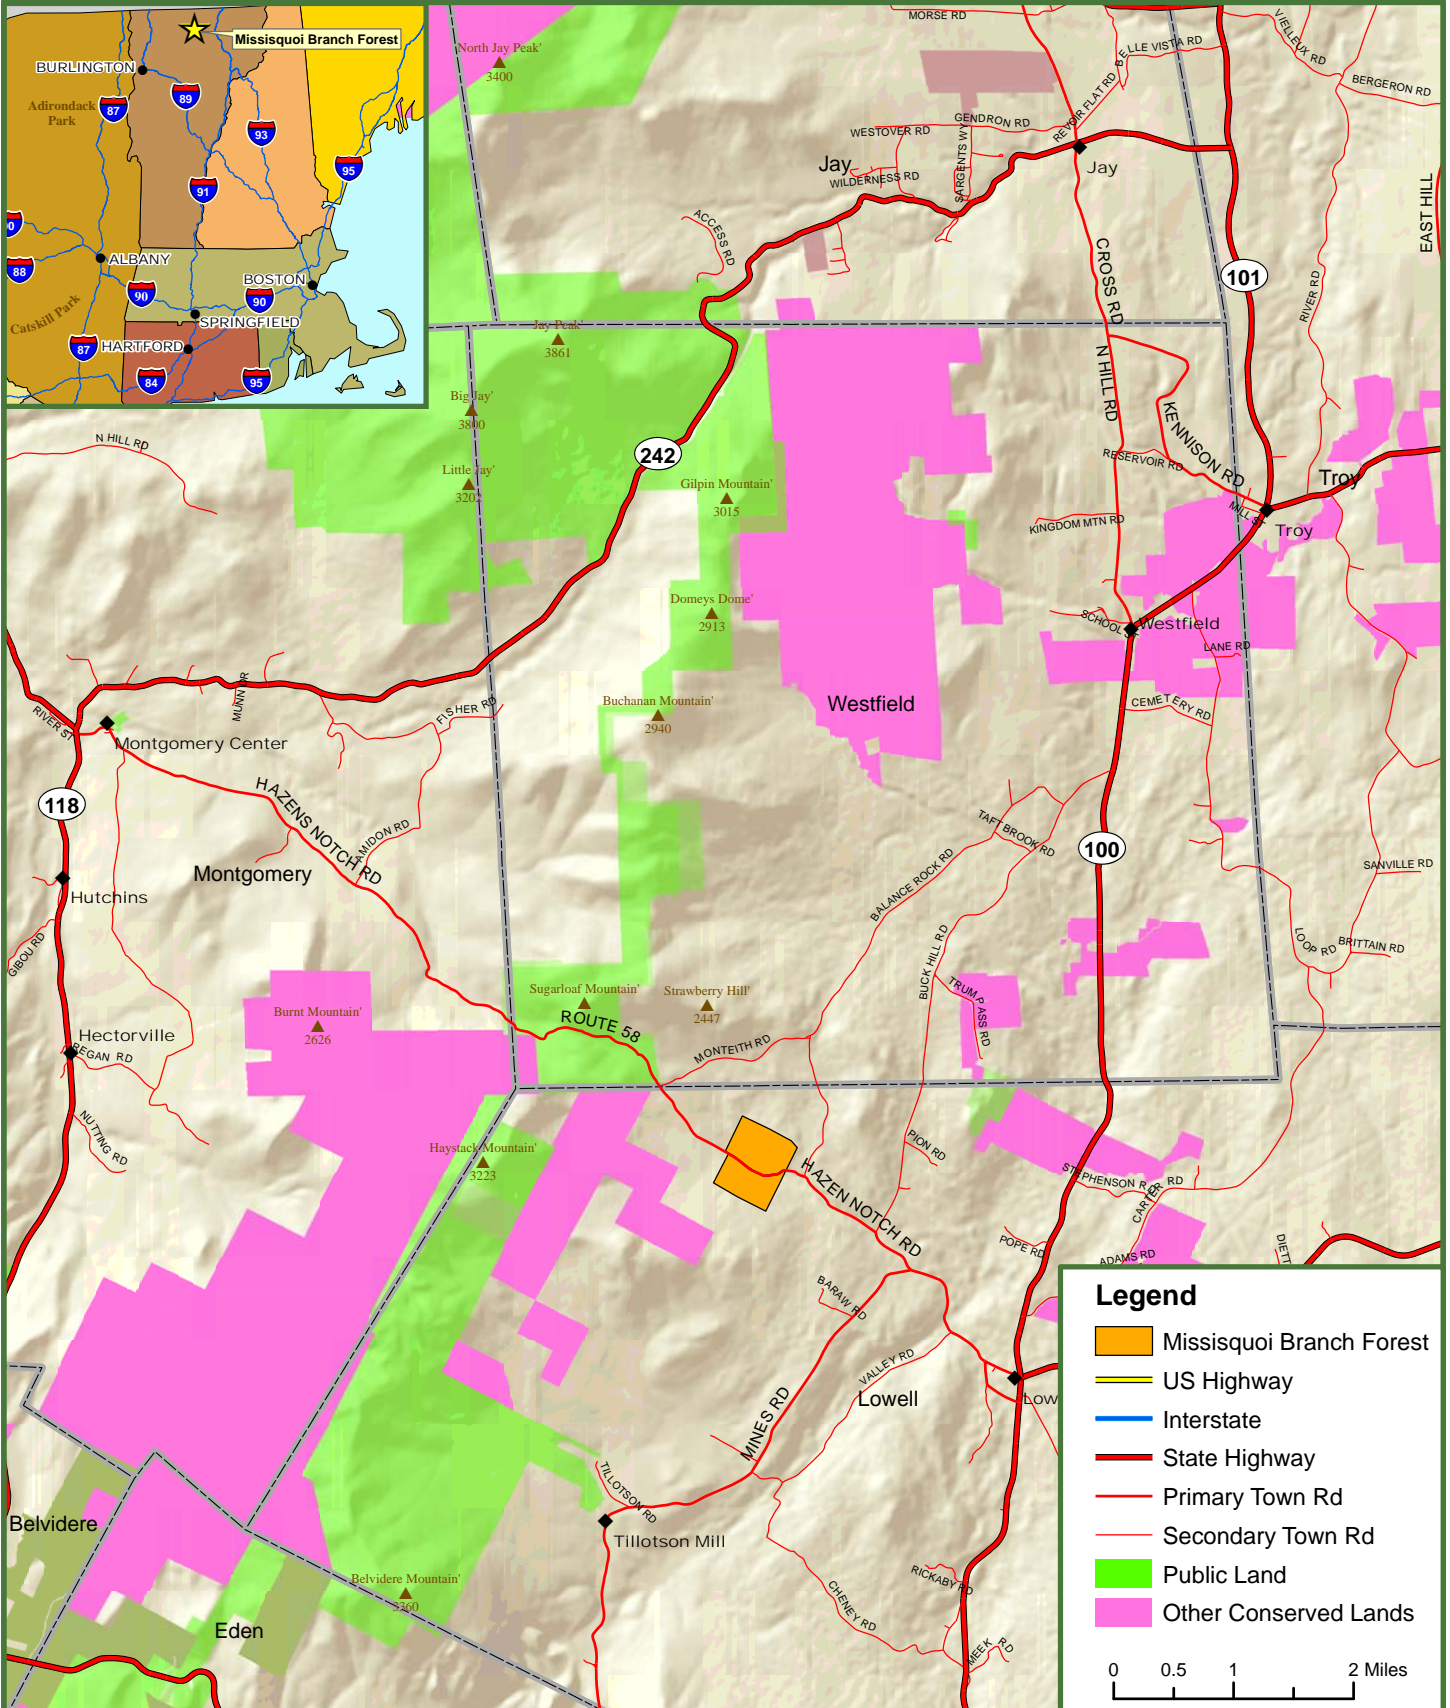 Missisquoi Branch Forest
BURLINGTON
Adirondack
Park
87
89
93
95
91
ALBANY
88
90
BOSTON
90
SPRINGFIELD
Catskill Park
87
HARTFORD
84
95
North Jay Peak'
3400
MORSE RD
BELLE VISTA RD
VIELLEUX RD
BERGERON RD
REVOIR FLAT RD
GENDRON RD
WESTOVER RD
SARGENTS WY
Jay
WILDERNESS RD
Jay
ACCESS RD
EAST HILL
CROSS RD
101
RIVER RD
Jay Peak'
3861
Big Jay'
3800
N HILL RD
N HILL RD
KENNISON RD
242
RESERVOIR RD
Little Jay'
Gilpin Mountain'
3015
Troy
MILL ST
Troy
KINGDOM MTN RD
Domeys Dome'
2913
SCHOOL ST
Westfield
LANE RD
MUNN DR
FISHER RD
RIVER ST
Montgomery Center
Buchanan Mountain'
2940
Westfield
CEMETERY RD
118
HAZENS NOTCH RD
AMIDON RD
Montgomery
TAFT BROOK RD
100
BALANCE ROCK RD
SANVILLE RD
Hutchins
GIBOU RD
BUCK HILL RD
LOOP RD
BRITTAIN RD
Sugarloaf Mountain'
Strawberry Hill'
2447
TRUMPASS RD
Burnt Mountain'
2626
ROUTE 58
Hectorville
REGAN RD
MONTEITH RD
NUTTING RD
Haystack Mountain'
3223
PION RD
HAZEN NOTCH RD
STEPHENSON RD
CARTER RD
POPE RD
ADAMS RD
DIETT
BARAW RD
VALLEY RD
Lowell
Low
MINES RD
TILLOTSON RD
Tillotson Mill
Belvidere
Belvidere Mountain'
3360
Eden
RICKABY RD
CHENEY RD
MEEK RD
Legend
Missisquoi Branch Forest
US Highway
Interstate
State Highway
Primary Town Rd
Secondary Town Rd
Public Land
Other Conserved Lands
0 0.5 1 2 Miles